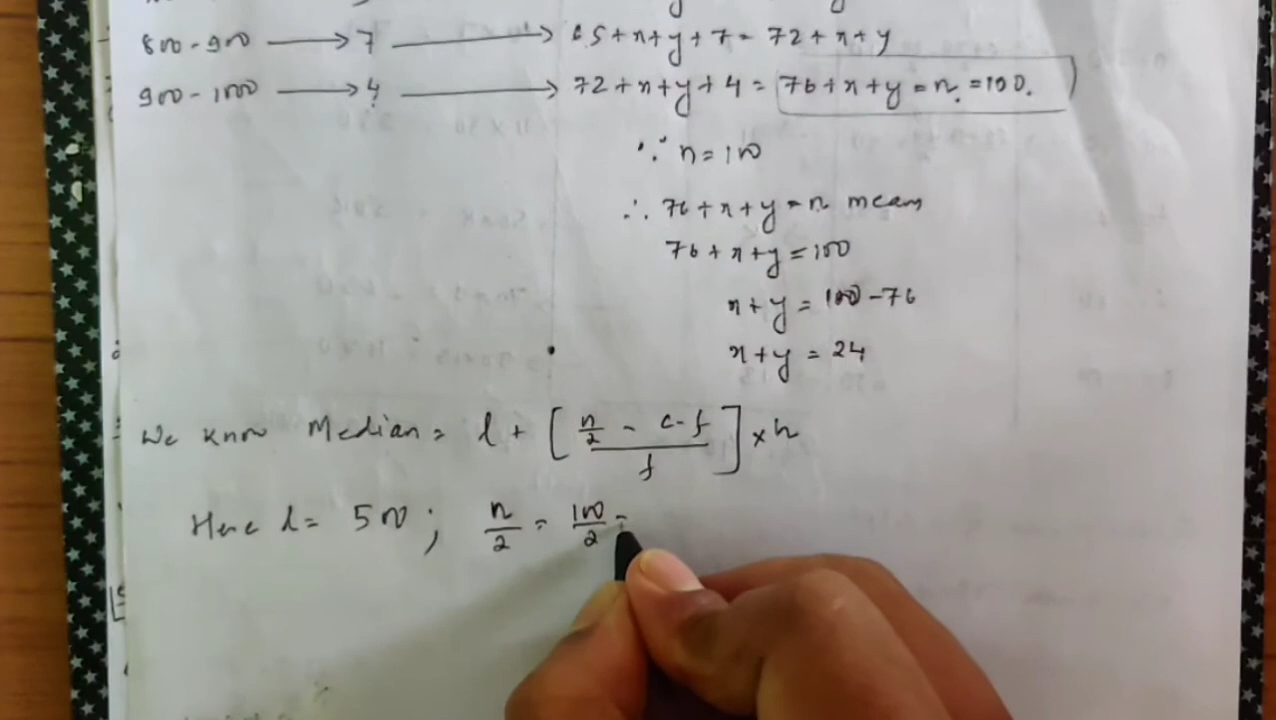 800-900 → 7 → 65+x+y+7 = 72+x+y
900-1000 → 4 → 72+x+y+4 = 76+x+y = n = 100.
∵ n = 100
∴ 76+x+y = n means
76+x+y = 100
x+y = 100-76
x+y = 24
We know Median = l + [n/2 - c.f / f] × h
Here l = 500 ; n/2 = 100/2 =